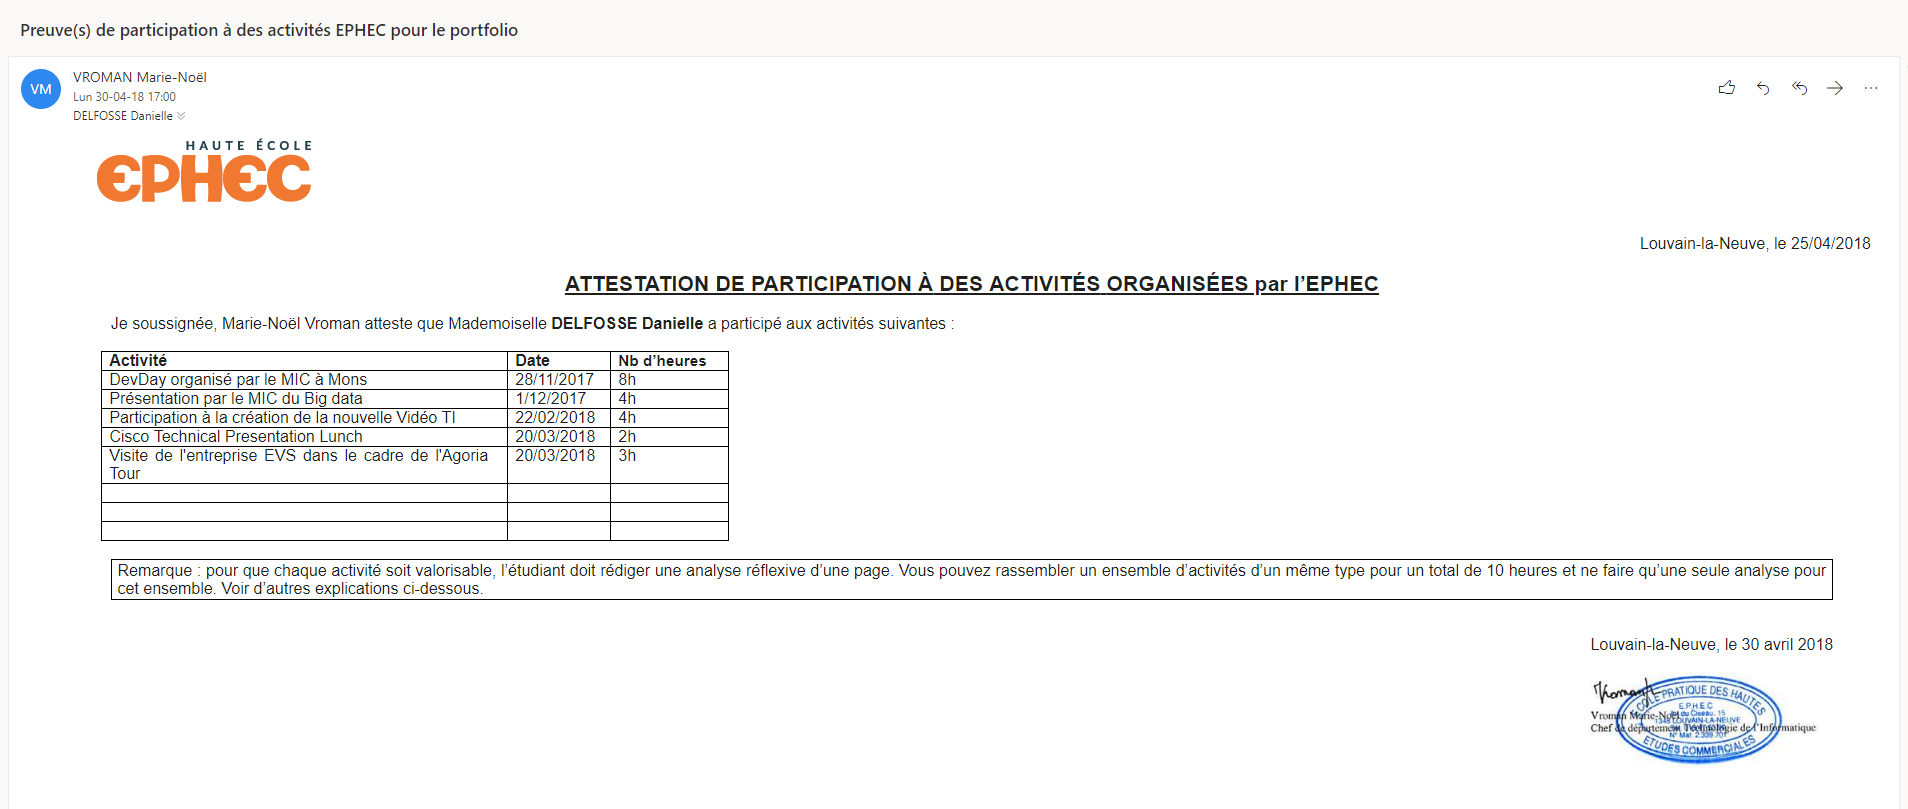 Preuve(s) de participation à des activités EPHEC pour le portfolio
VM
VROMAN Marie-Noël
Lun 30-04-18 17:00
DELFOSSE Danielle
HAUTE ÉCOLE
EPHEC
Louvain-la-Neuve, le 25/04/2018
ATTESTATION DE PARTICIPATION À DES ACTIVITÉS ORGANISÉES par l'EPHEC
Je soussignée, Marie-Noël Vroman atteste que Mademoiselle DELFOSSE Danielle a participé aux activités suivantes :
Activité Date Nb d'heures
DevDay organisé par le MIC à Mons 28/11/2017 8h
Présentation par le MIC du Big data 1/12/2017 4h
Participation à la création de la nouvelle Vidéo TI 22/02/2018 4h
Cisco Technical Presentation Lunch 20/03/2018 2h
Visite de l'entreprise EVS dans le cadre de l'Agoria 20/03/2018 3h
Tour
Remarque : pour que chaque activité soit valorisable, l'étudiant doit rédiger une analyse réflexive d'une page. Vous pouvez rassembler un ensemble d'activités d'un même type pour un total de 10 heures et ne faire qu'une seule analyse pour
cet ensemble. Voir d'autres explications ci-dessous.
Louvain-la-Neuve, le 30 avril 2018
Vroman
ÉCOLE PRATIQUE DES HAUTES
E.P.H.E.C
du Ciseau, 15
1348 LOUVAIN-LA-NEUVE
N° Mat. 2.339.701
ETUDES COMMERCIALES
Vroman Marie-Noël
Chef de département Technologie de l'Informatique